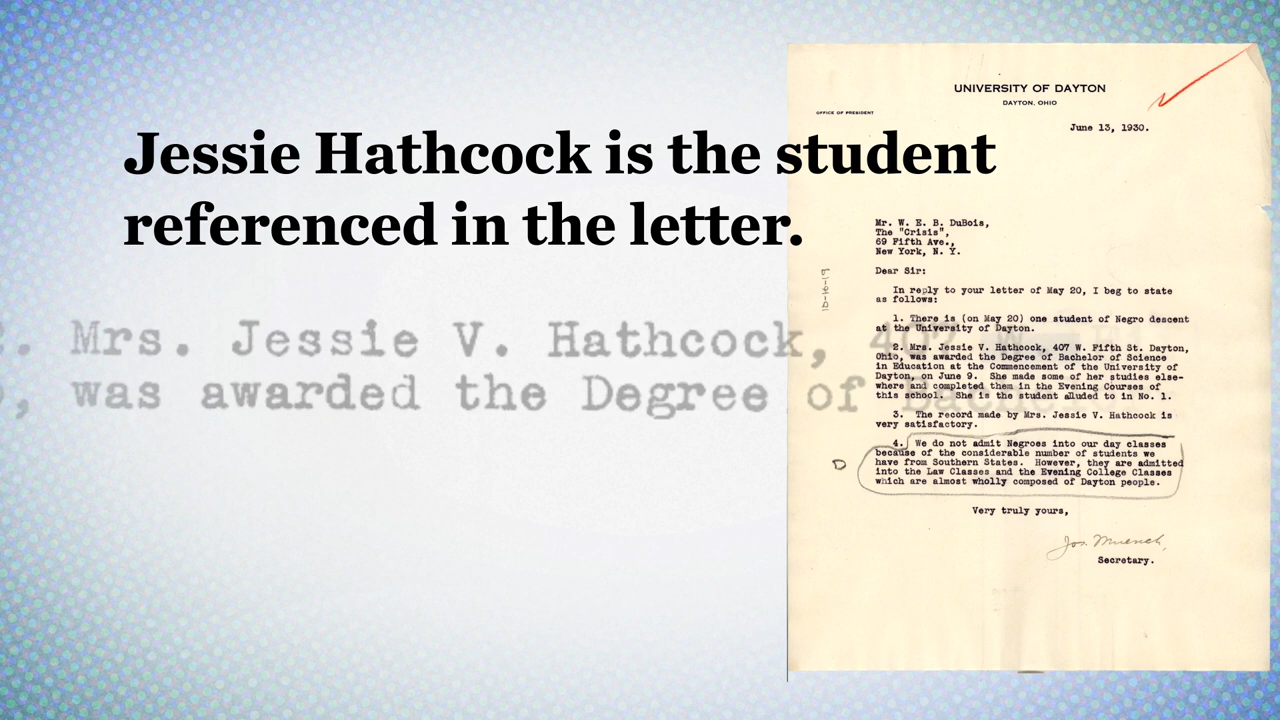 Jessie Hathcock is the student
referenced in the letter.
Mrs. Jessie V. Hathcock, 407 W.
was awarded the Degree of Bache
UNIVERSITY OF DAYTON
DAYTON, OHIO
OFFICE OF PRESIDENT
June 13, 1930.
Mr. W. E. B. DuBois,
The "Crisis",
69 Fifth Ave.,
New York, N. Y.
Dear Sir:
In reply to your letter of May 20, I beg to state
as follows:
1. There is (on May 20) one student of Negro descent
at the University of Dayton.
2. Mrs. Jessie V. Hathcock, 407 W. Fifth St. Dayton,
Ohio, was awarded the Degree of Bachelor of Science
in Education at the Commencement of the University of
Dayton, on June 9. She made some of her studies else-
where and completed them in the Evening Courses of
this school. She is the student alluded to in No. 1.
3. The record made by Mrs. Jessie V. Hathcock is
very satisfactory.
4. We do not admit Negroes into our day classes
because of the considerable number of students we
have from Southern States. However, they are admitted
into the Law Classes and the Evening College Classes
which are almost wholly composed of Dayton people.
Very truly yours,
Jos. Muench,
Secretary.